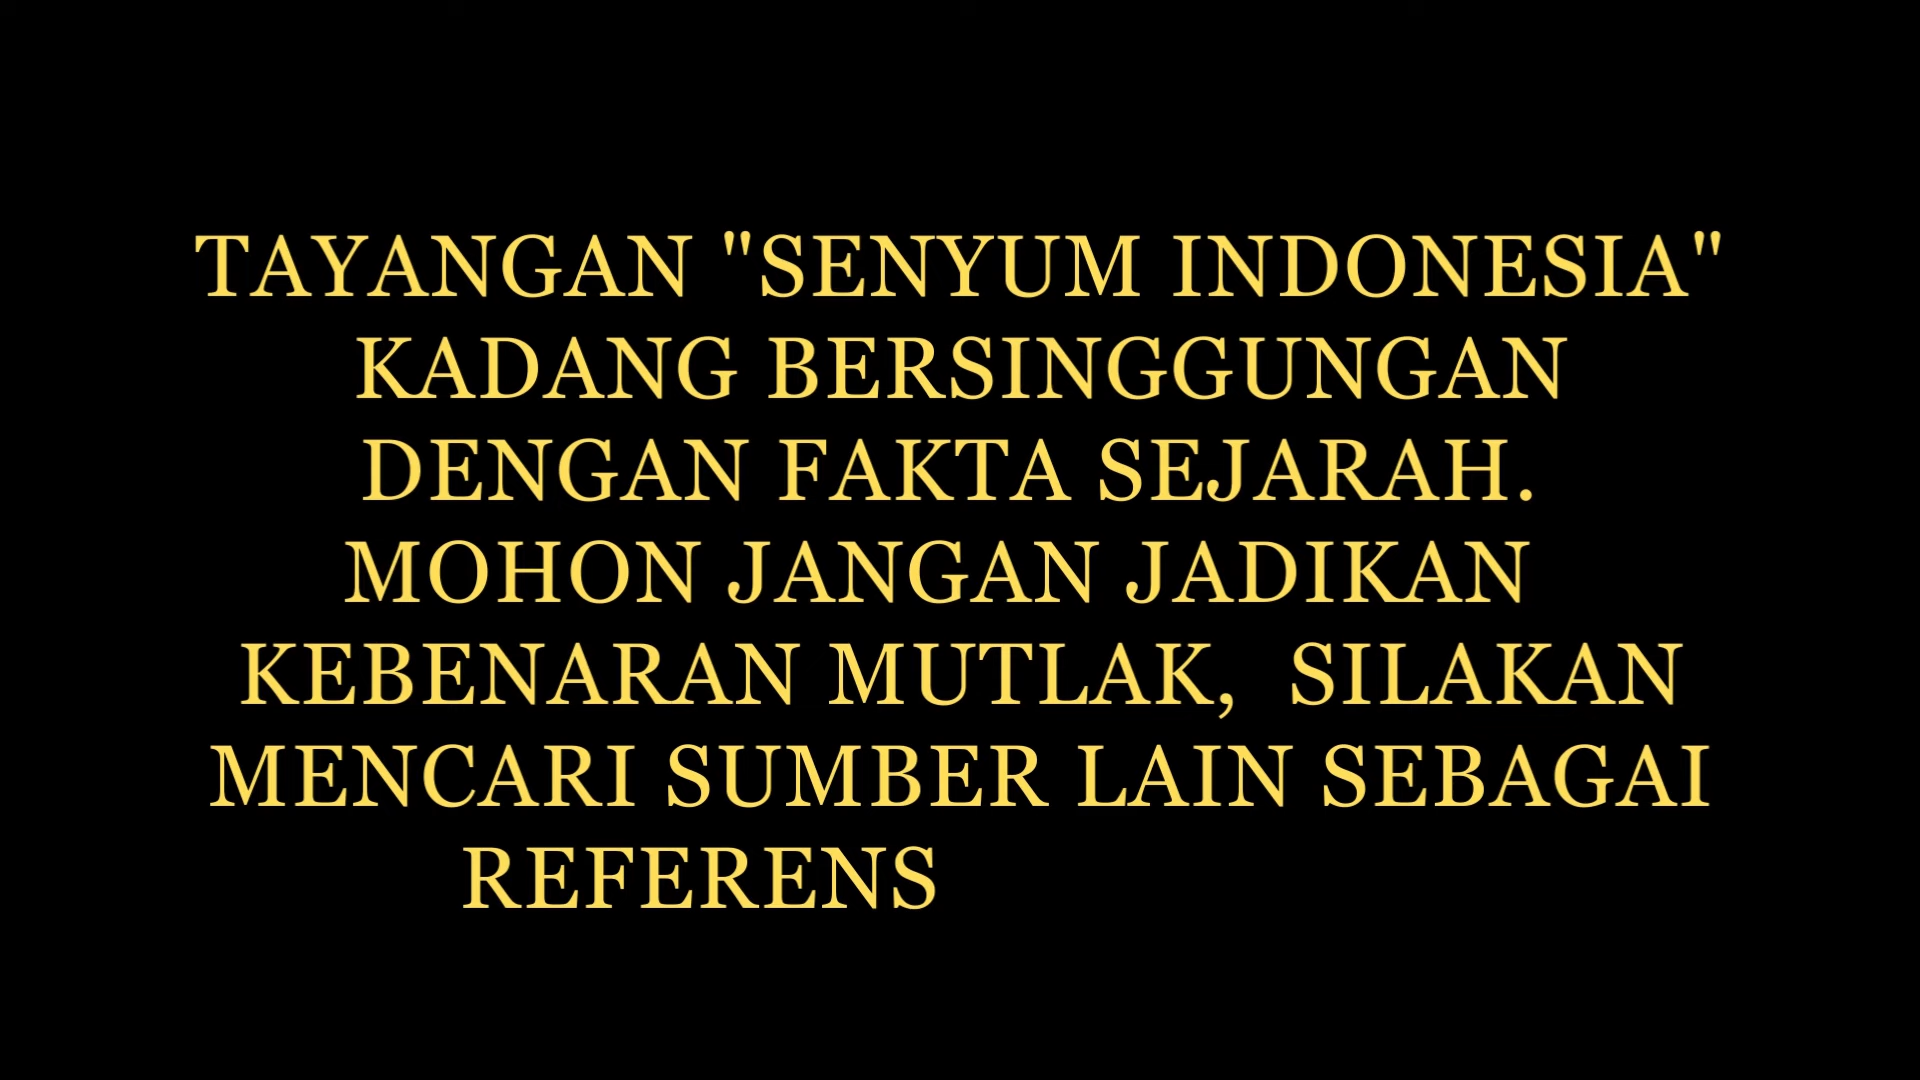 TAYANGAN "SENYUM INDONESIA"
KADANG BERSINGGUNGAN
DENGAN FAKTA SEJARAH.
MOHON JANGAN JADIKAN
KEBENARAN MUTLAK,  SILAKAN
MENCARI SUMBER LAIN SEBAGAI
REFERENS